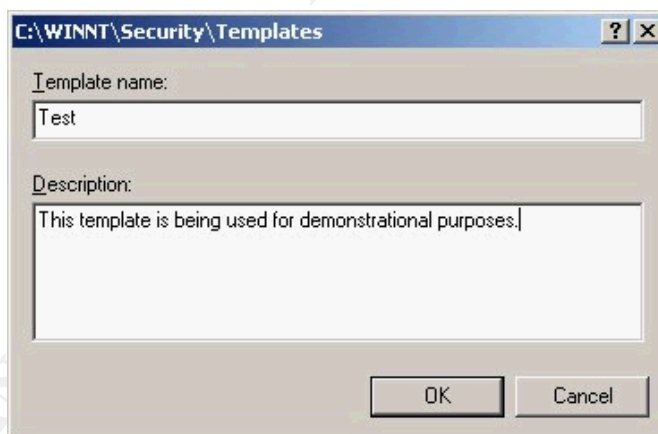 C:\WINNT\Security\Templates
Template name:
Test
Description:
This template is being used for demonstrational purposes.
OK
Cancel